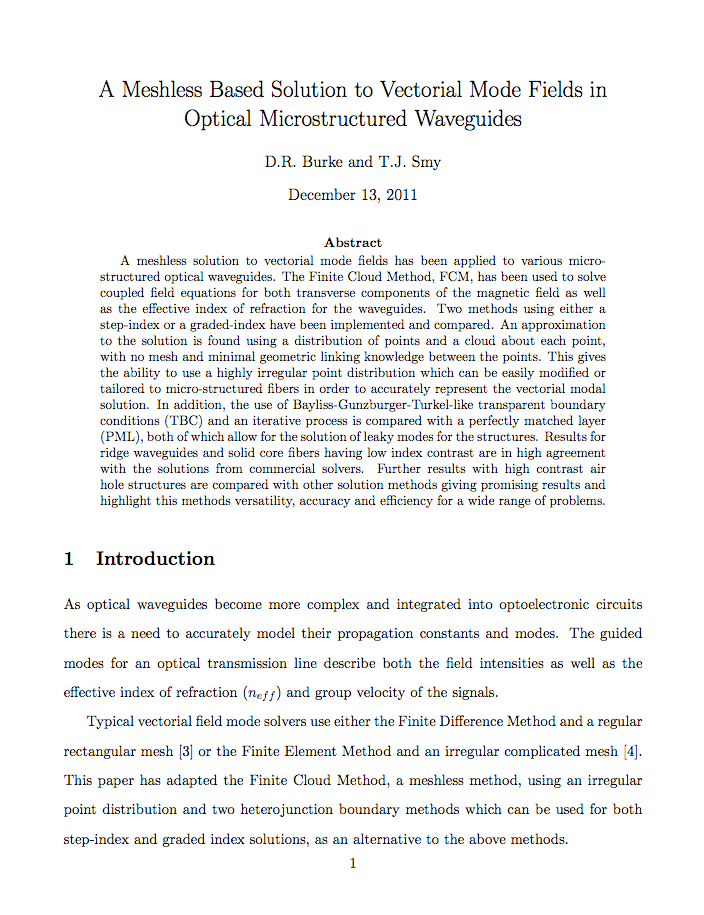 A Meshless Based Solution to Vectorial Mode Fields in
Optical Microstructured Waveguides
D.R. Burke and T.J. Smy
December 13, 2011
Abstract
A meshless solution to vectorial mode fields has been applied to various micro-
structured optical waveguides. The Finite Cloud Method, FCM, has been used to solve
coupled field equations for both transverse components of the magnetic field as well
as the effective index of refraction for the waveguides. Two methods using either a
step-index or a graded-index have been implemented and compared. An approximation
to the solution is found using a distribution of points and a cloud about each point,
with no mesh and minimal geometric linking knowledge between the points. This gives
the ability to use a highly irregular point distribution which can be easily modified or
tailored to micro-structured fibers in order to accurately represent the vectorial modal
solution. In addition, the use of Bayliss-Gunzburger-Turkel-like transparent boundary
conditions (TBC) and an iterative process is compared with a perfectly matched layer
(PML), both of which allow for the solution of leaky modes for the structures. Results for
ridge waveguides and solid core fibers having low index contrast are in high agreement
with the solutions from commercial solvers. Further results with high contrast air
hole structures are compared with other solution methods giving promising results and
highlight this methods versatility, accuracy and efficiency for a wide range of problems.
1 Introduction
As optical waveguides become more complex and integrated into optoelectronic circuits
there is a need to accurately model their propagation constants and modes. The guided
modes for an optical transmission line describe both the field intensities as well as the
effective index of refraction (n_{eff}) and group velocity of the signals.
Typical vectorial field mode solvers use either the Finite Difference Method and a regular
rectangular mesh [3] or the Finite Element Method and an irregular complicated mesh [4].
This paper has adapted the Finite Cloud Method, a meshless method, using an irregular
point distribution and two heterojunction boundary methods which can be used for both
step-index and graded index solutions, as an alternative to the above methods.
1